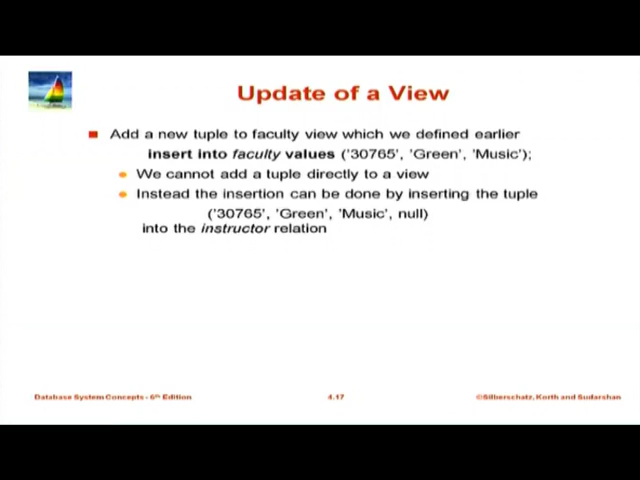 Update of a View
Add a new tuple to faculty view which we defined earlier
insert into faculty values ('30765', 'Green', 'Music');
We cannot add a tuple directly to a view
Instead the insertion can be done by inserting the tuple
('30765', 'Green', 'Music', null)
into the instructor relation
Database System Concepts - 6th Edition
4.17
©Silberschatz, Korth and Sudarshan